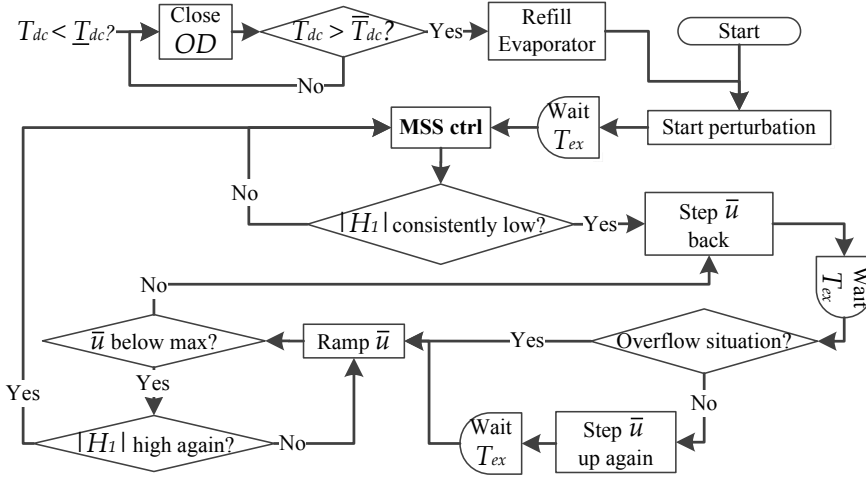 T_dc < T̲_dc?
Close
OD
T_dc > T̅_dc?
Yes
Refill
Evaporator
Start
No
MSS ctrl
Wait
T_ex
Start perturbation
No
|H₁| consistently low?
Yes
Step u̅
back
Wait
T_ex
No
u̅ below max?
Ramp u̅
Yes
Overflow situation?
Yes
Yes
No
|H₁| high again?
No
Wait
T_ex
Step u̅
up again